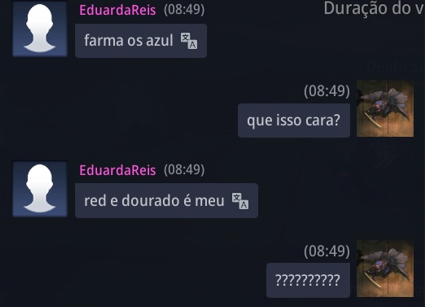 EduardaReis (08:49)
Duração do v
farma os azul
(08:49)
que isso cara?
EduardaReis (08:49)
red e dourado é meu
(08:49)
??????????